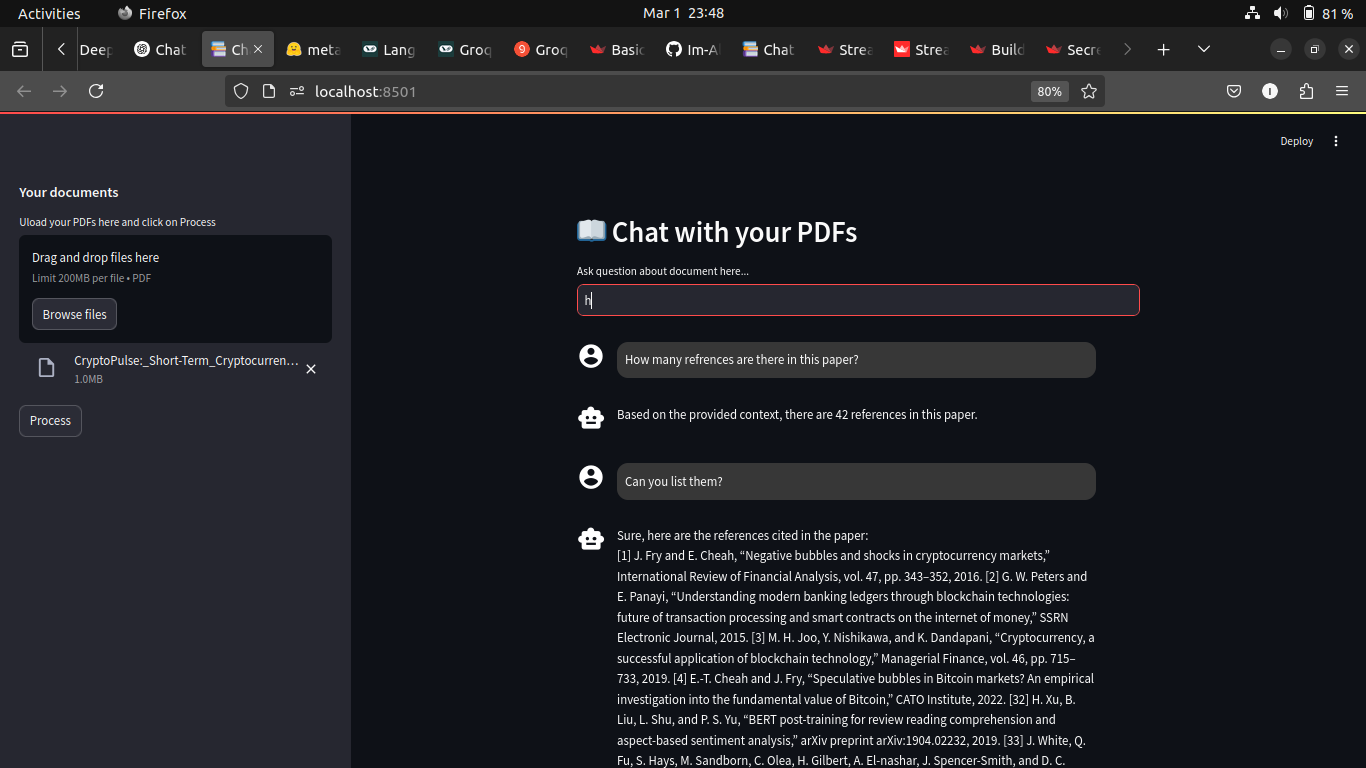 Activities
Firefox
Mar 1 23:48
81 %
Deep
Chat
Ch
meta
Lang
Groq
9 Groq
Basic
Im-A
Chat
Strea
Strea
Build
Secre
localhost:8501
80%
I
Deploy
Your documents
Uload your PDFs here and click on Process
Drag and drop files here
Limit 200MB per file • PDF
Browse files
CryptoPulse:_Short-Term_Cryptocurren...
1.0MB
Process
Chat with your PDFs
Ask question about document here...
h
How many refrences are there in this paper?
Based on the provided context, there are 42 references in this paper.
Can you list them?
Sure, here are the references cited in the paper:
[1] J. Fry and E. Cheah, “Negative bubbles and shocks in cryptocurrency markets,”
International Review of Financial Analysis, vol. 47, pp. 343–352, 2016. [2] G. W. Peters and
E. Panayi, “Understanding modern banking ledgers through blockchain technologies:
future of transaction processing and smart contracts on the internet of money,” SSRN
Electronic Journal, 2015. [3] M. H. Joo, Y. Nishikawa, and K. Dandapani, “Cryptocurrency, a
successful application of blockchain technology,” Managerial Finance, vol. 46, pp. 715–
733, 2019. [4] E.-T. Cheah and J. Fry, “Speculative bubbles in Bitcoin markets? An empirical
investigation into the fundamental value of Bitcoin,” CATO Institute, 2022. [32] H. Xu, B.
Liu, L. Shu, and P. S. Yu, “BERT post-training for review reading comprehension and
aspect-based sentiment analysis,” arXiv preprint arXiv:1904.02232, 2019. [33] J. White, Q.
Fu, S. Hays, M. Sandborn, C. Olea, H. Gilbert, A. El-nashar, J. Spencer-Smith, and D. C.